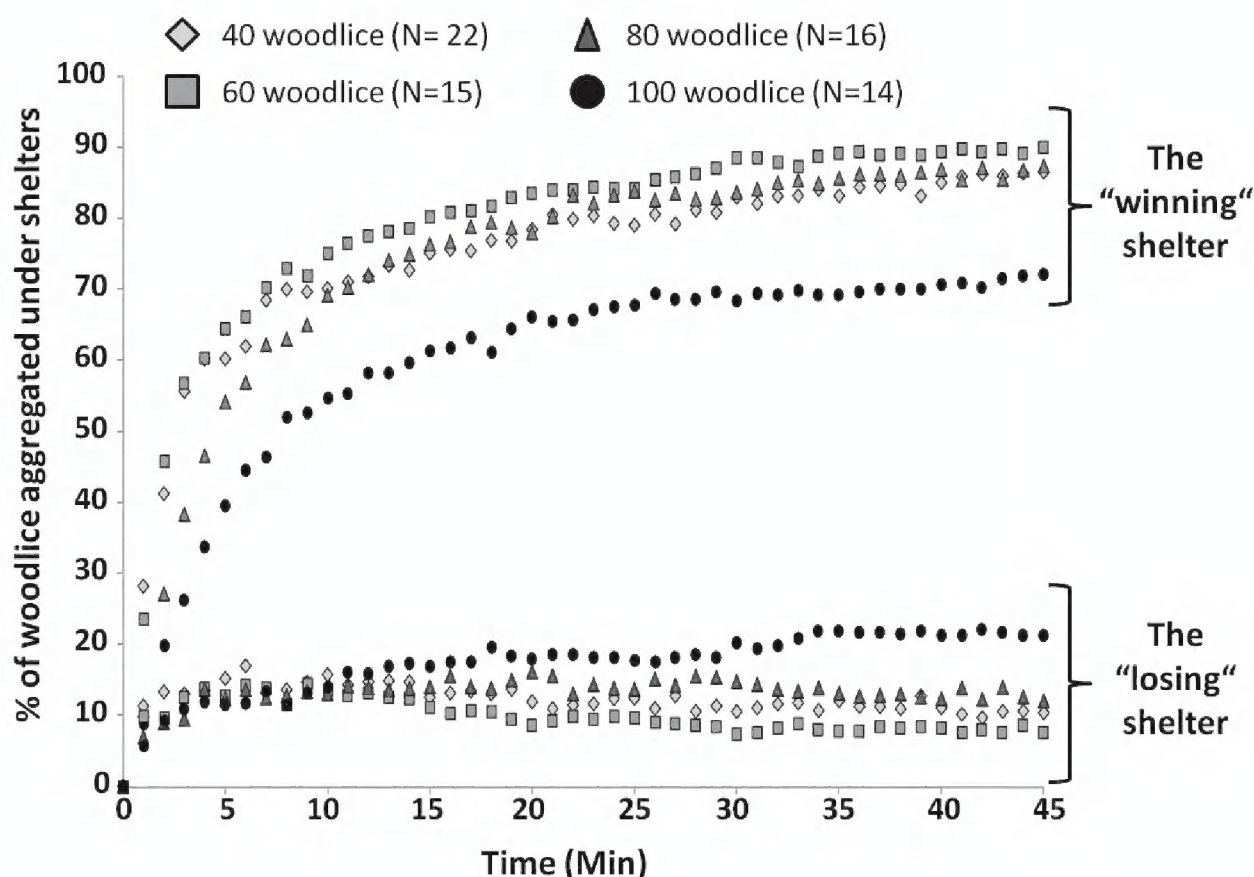 40 woodlice (N= 22)
80 woodlice (N=16)
60 woodlice (N=15)
100 woodlice (N=14)
% of woodlice aggregated under shelters
100
90
80
70
60
50
40
30
20
10
0
0 5 10 15 20 25 30 35 40 45
Time (Min)
The
“winning“
shelter
The
“losing“
shelter